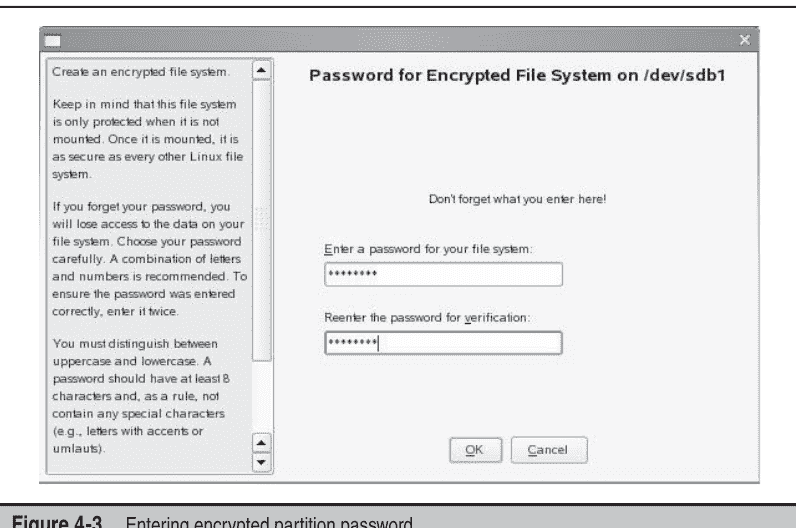 Create an encrypted file system.
Keep in mind that this file system
is only protected when it is not
mounted. Once it is mounted, it is
as secure as every other Linux file
system.
If you forget your password, you
will lose access to the data on your
file system. Choose your password
carefully. A combination of letters
and numbers is recommended. To
ensure the password was entered
correctly, enter it twice.
You must distinguish between
uppercase and lowercase. A
password should have at least 8
characters and, as a rule, not
contain any special characters
(e.g., letters with accents or
umlauts).
Password for Encrypted File System on /dev/sdb1
Don't forget what you enter here!
Enter a password for your file system:
********
Reenter the password for verification:
********
OK
Cancel
Figure 4-3 Entering encrypted partition password